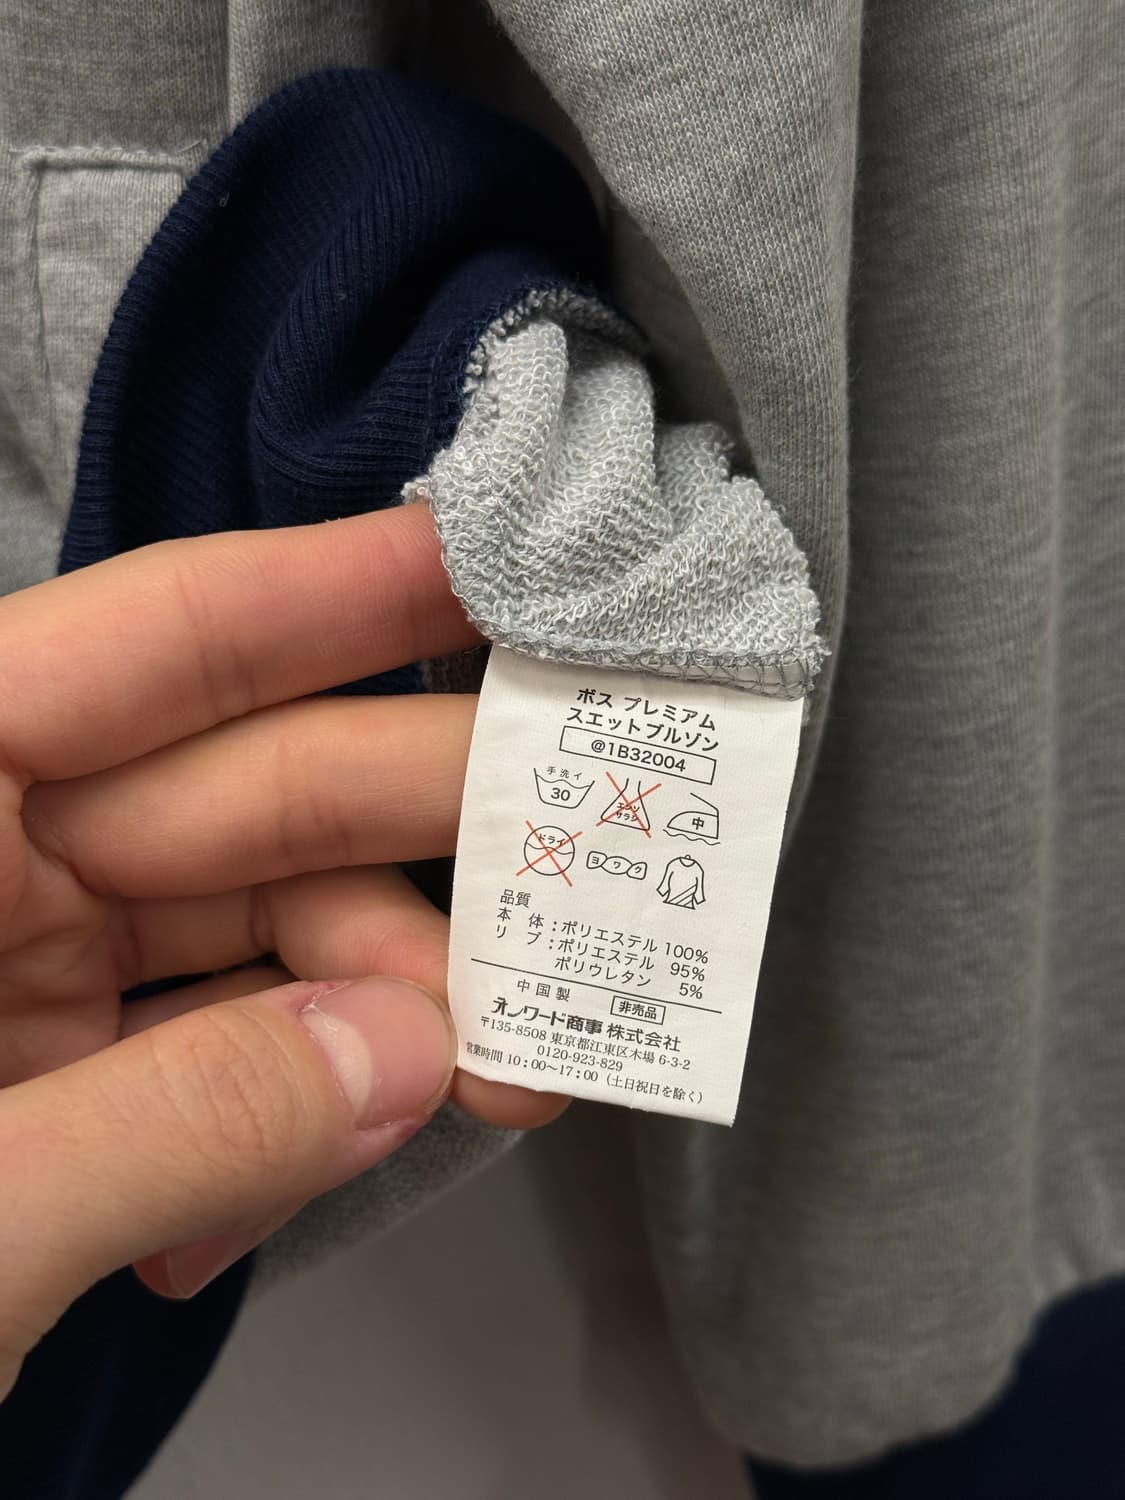 ボス プレミアム
スエットブルゾン
@1B32004
手洗イ
30
エンソ
サラシ
中
ドライ
ヨワク
品質
本 体：ポリエステル 100%
リ ブ：ポリエステル 95%
ポリウレタン 5%
中国製 非売品
オンワード商事株式会社
〒135-8508 東京都江東区木場 6-3-2
0120-923-829
営業時間 10：00〜17：00（土日祝日を除く）